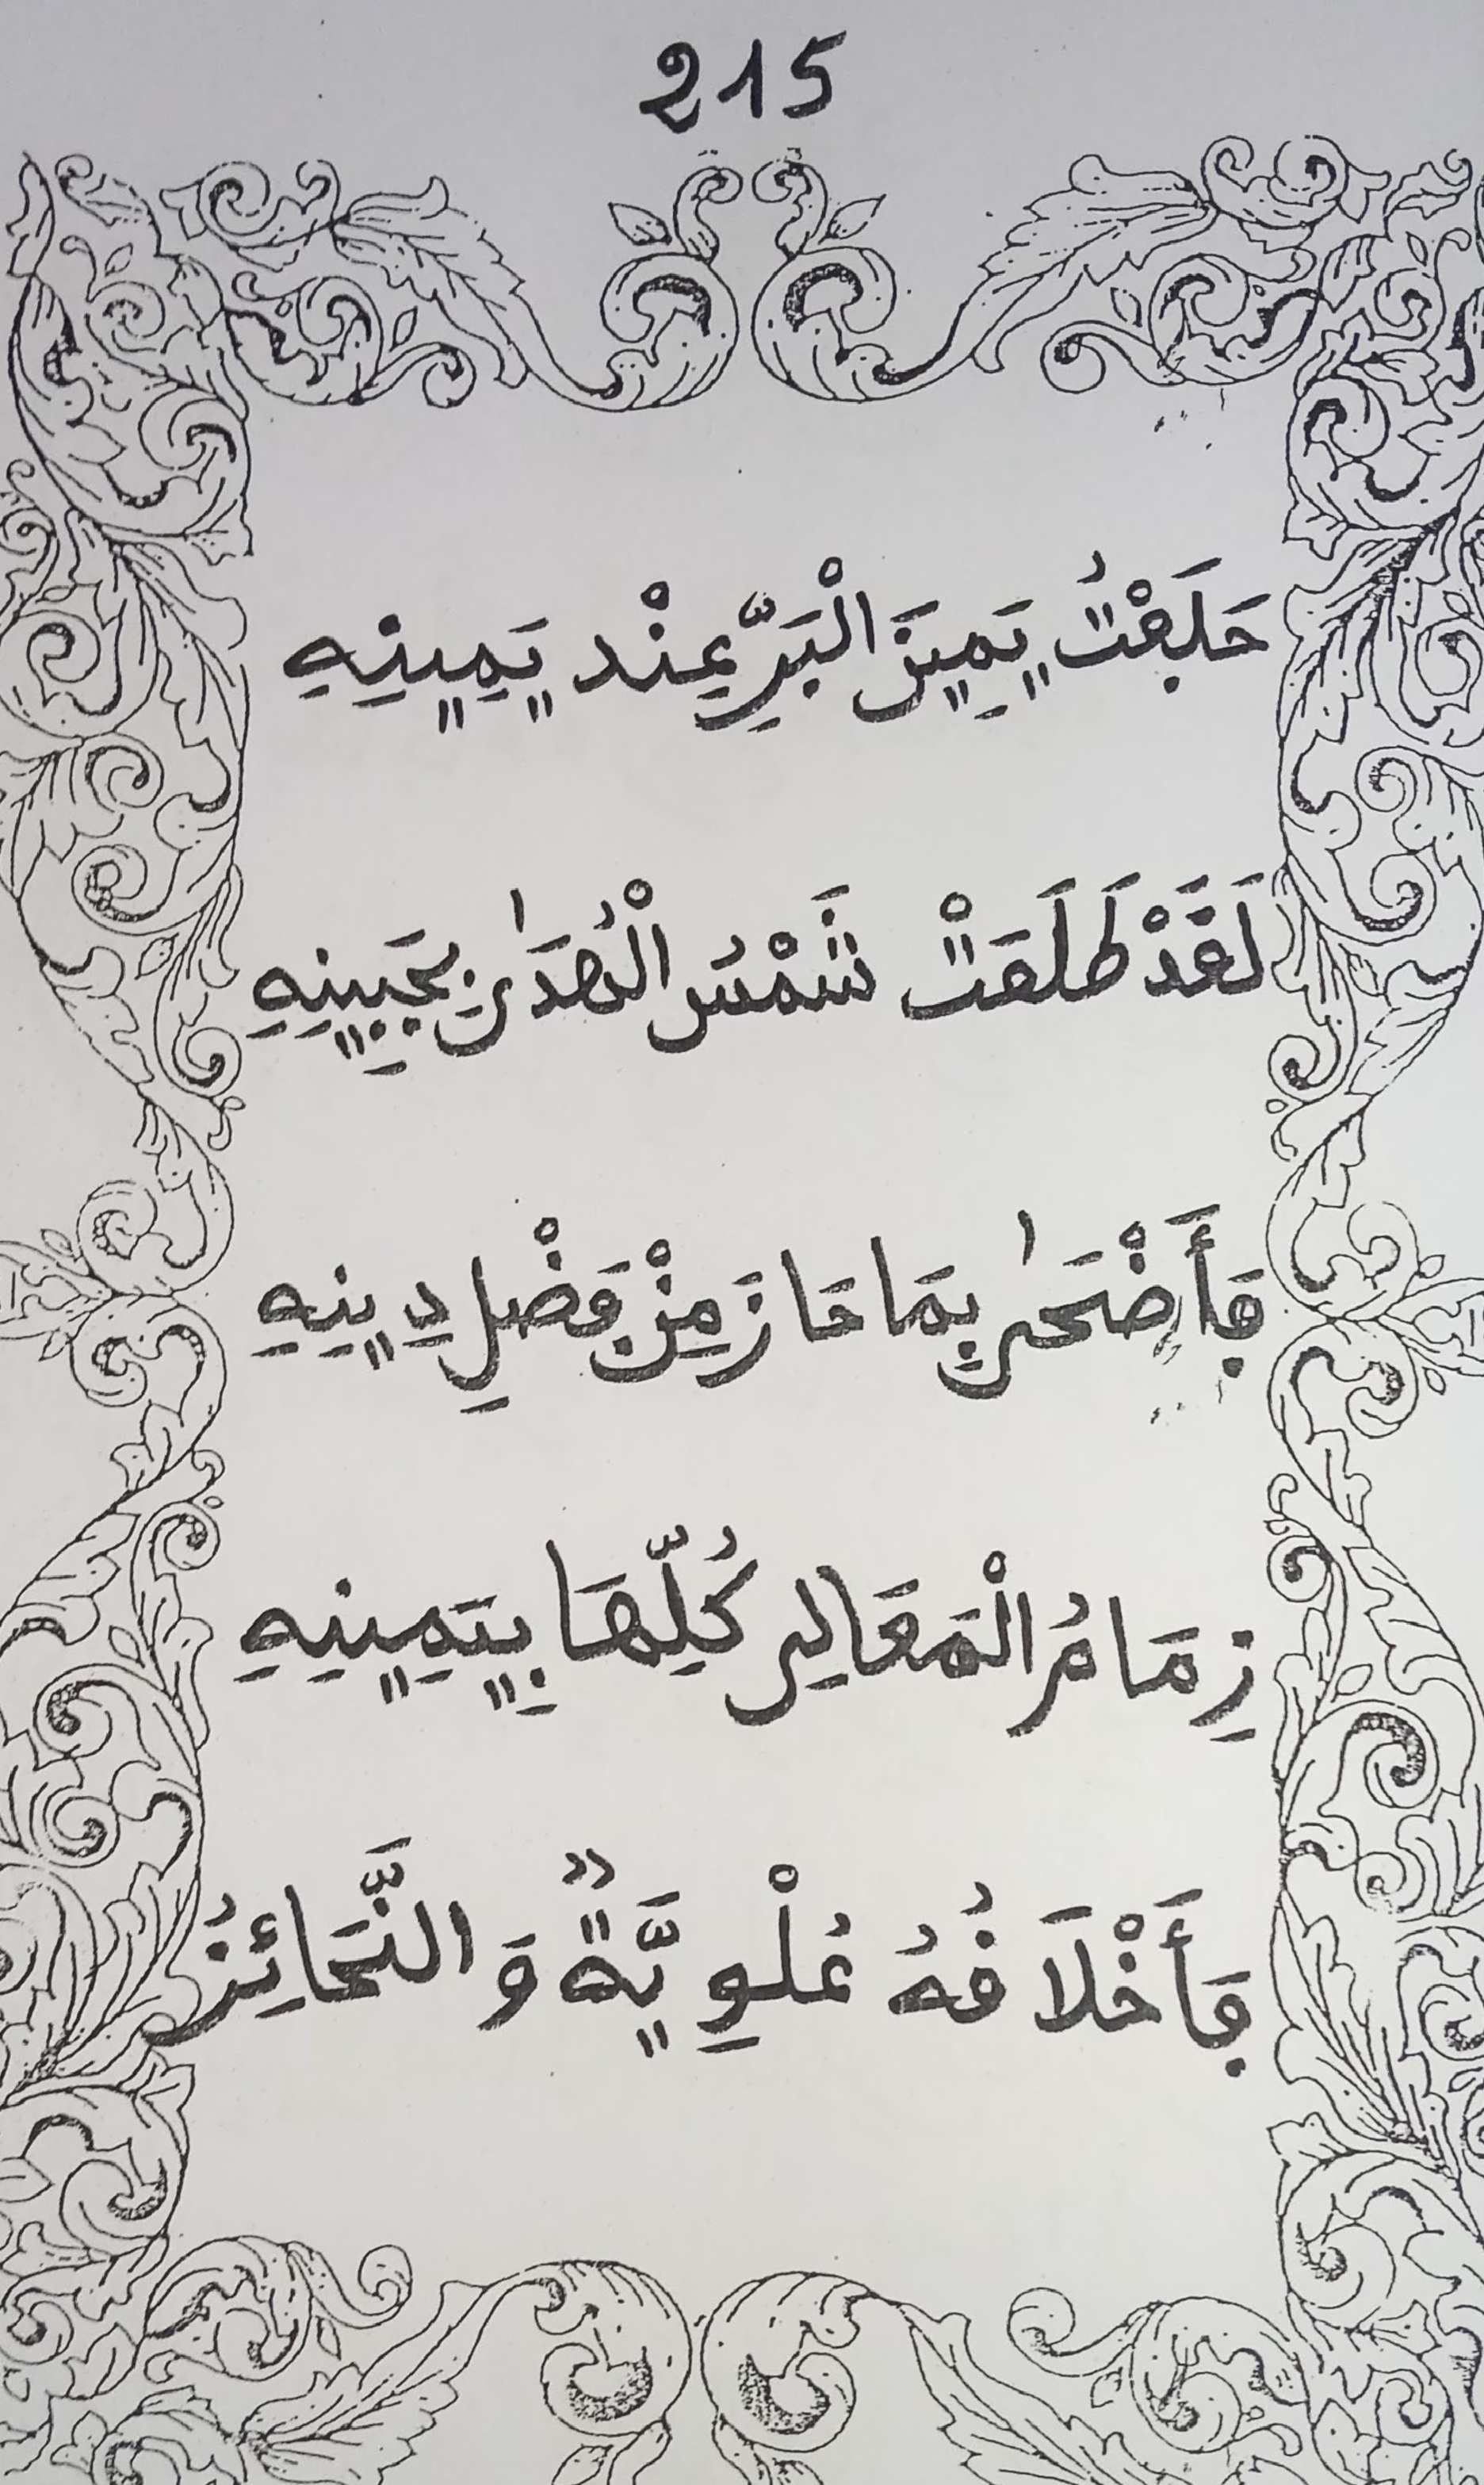 215
حَلَفْتُ يَمِينَ الْبَرِّ عِنْد يَمِينِهِ
لَقَدْ طَلَعَتْ شَمْسُ الْهُدَىٰ بِجَبِينِهِ
فَأَضْحَىٰ بِمَا حَازَ مِنْ فَضْلِ دِينِهِ
زِمَامُ الْمَعَالِي كُلِّهَا بِيَمِينِهِ
فَأَخْلَاقُهُ عُلْوِيَّةٌ وَالنَّحَائِزُ